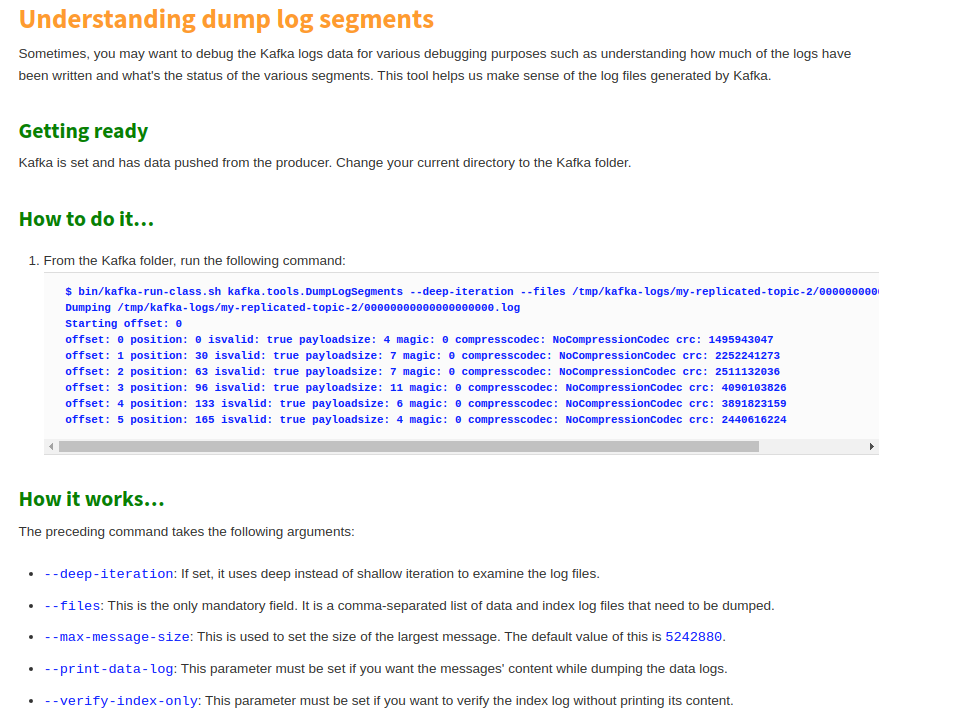 Understanding dump log segments
Sometimes, you may want to debug the Kafka logs data for various debugging purposes such as understanding how much of the logs have
been written and what's the status of the various segments. This tool helps us make sense of the log files generated by Kafka.
Getting ready
Kafka is set and has data pushed from the producer. Change your current directory to the Kafka folder.
How to do it...
1. From the Kafka folder, run the following command:
$ bin/kafka-run-class.sh kafka.tools.DumpLogSegments --deep-iteration --files /tmp/kafka-logs/my-replicated-topic-2/000000000
Dumping /tmp/kafka-logs/my-replicated-topic-2/00000000000000000000.log
Starting offset: 0
offset: 0 position: 0 isvalid: true payloadsize: 4 magic: 0 compresscodec: NoCompressionCodec crc: 1495943047
offset: 1 position: 30 isvalid: true payloadsize: 7 magic: 0 compresscodec: NoCompressionCodec crc: 2252241273
offset: 2 position: 63 isvalid: true payloadsize: 7 magic: 0 compresscodec: NoCompressionCodec crc: 2511132036
offset: 3 position: 96 isvalid: true payloadsize: 11 magic: 0 compresscodec: NoCompressionCodec crc: 4090103826
offset: 4 position: 133 isvalid: true payloadsize: 6 magic: 0 compresscodec: NoCompressionCodec crc: 3891823159
offset: 5 position: 165 isvalid: true payloadsize: 4 magic: 0 compresscodec: NoCompressionCodec crc: 2440616224
How it works...
The preceding command takes the following arguments:
• --deep-iteration: If set, it uses deep instead of shallow iteration to examine the log files.
• --files: This is the only mandatory field. It is a comma-separated list of data and index log files that need to be dumped.
• --max-message-size: This is used to set the size of the largest message. The default value of this is 5242880.
• --print-data-log: This parameter must be set if you want the messages' content while dumping the data logs.
• --verify-index-only: This parameter must be set if you want to verify the index log without printing its content.